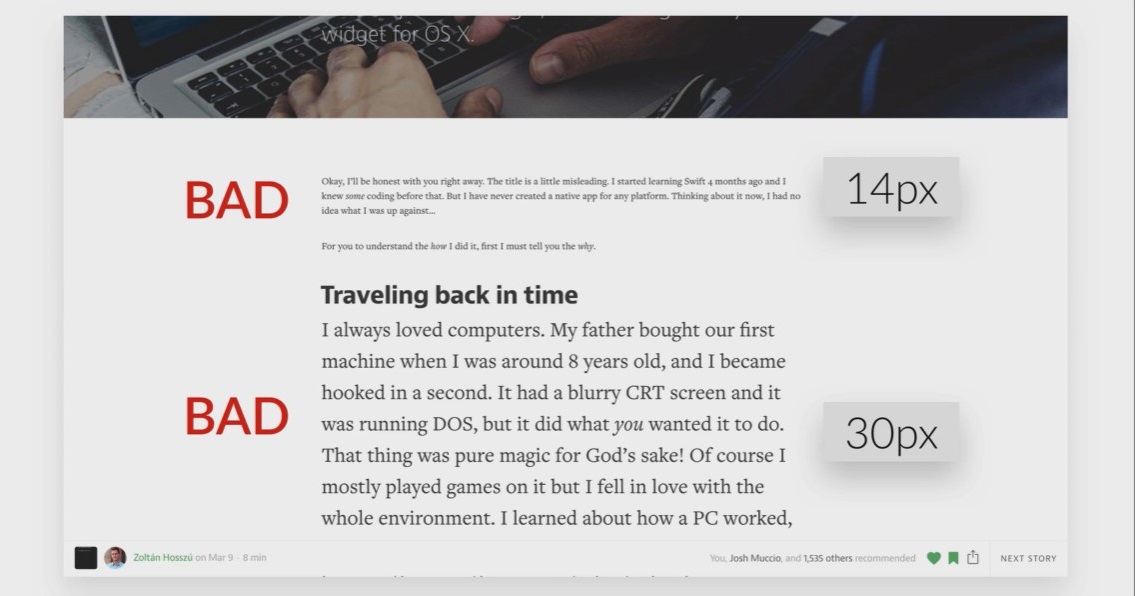 widget for OS X.
BAD
Okay, I'll be honest with you right away. The title is a little misleading. I started learning Swift 4 months ago and I
knew some coding before that. But I have never created a native app for any platform. Thinking about it now, I had no
idea what I was up against...
14px
For you to understand the how I did it, first I must tell you the why.
Traveling back in time
I always loved computers. My father bought our first
machine when I was around 8 years old, and I became
hooked in a second. It had a blurry CRT screen and it
BAD
was running DOS, but it did what you wanted it to do.
30px
That thing was pure magic for God's sake! Of course I
mostly played games on it but I fell in love with the
whole environment. I learned about how a PC worked,
Zoltán Hosszú on Mar 9 · 8 min
You, Josh Muccio, and 1,535 others recommended
NEXT STORY